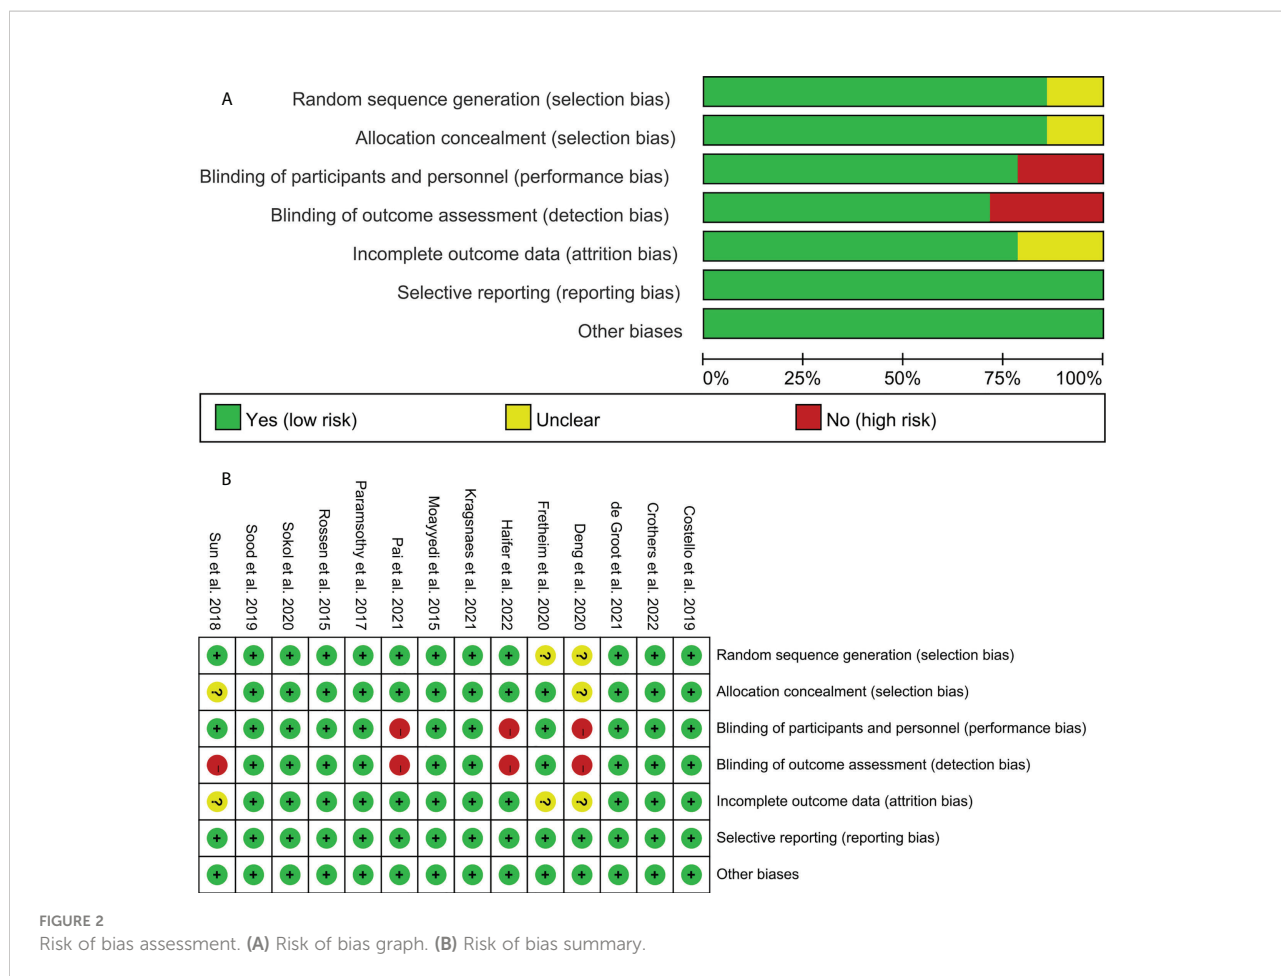 A
Random sequence generation (selection bias)
Allocation concealment (selection bias)
Blinding of participants and personnel (performance bias)
Blinding of outcome assessment (detection bias)
Incomplete outcome data (attrition bias)
Selective reporting (reporting bias)
Other biases
0% 25% 50% 75% 100%
Yes (low risk) Unclear No (high risk)
B
Sun et al. 2018
Sood et al. 2019
Sokol et al. 2020
Rossen et al. 2015
Paramsothy et al. 2017
Pai et al. 2021
Moayyedi et al. 2015
Kragsnaes et al. 2021
Haifer et al. 2022
Fretheim et al. 2020
Deng et al. 2020
de Groot et al. 2021
Crothers et al. 2022
Costello et al. 2019
+ + + + + + + + + ? ? + + + Random sequence generation (selection bias)
? + + + + + + + + + ? + + + Allocation concealment (selection bias)
+ + + + + – + + – + – + + + Blinding of participants and personnel (performance bias)
– + + + + – + + – + – + + + Blinding of outcome assessment (detection bias)
? + + + + + + + + ? ? + + + Incomplete outcome data (attrition bias)
+ + + + + + + + + + + + + + Selective reporting (reporting bias)
+ + + + + + + + + + + + + + Other biases
FIGURE 2
Risk of bias assessment. (A) Risk of bias graph. (B) Risk of bias summary.